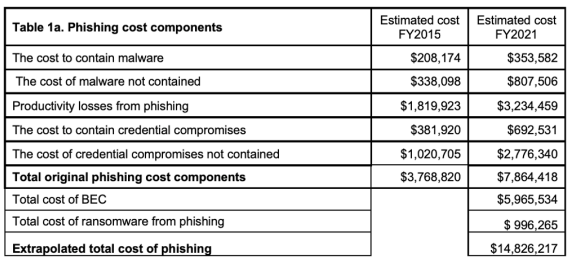 Table 1a. Phishing cost components Estimated cost FY2015 Estimated cost FY2021
The cost to contain malware $208,174 $353,582
The cost of malware not contained $338,098 $807,506
Productivity losses from phishing $1,819,923 $3,234,459
The cost to contain credential compromises $381,920 $692,531
The cost of credential compromises not contained $1,020,705 $2,776,340
Total original phishing cost components $3,768,820 $7,864,418
Total cost of BEC $5,965,534
Total cost of ransomware from phishing $ 996,265
Extrapolated total cost of phishing $14,826,217